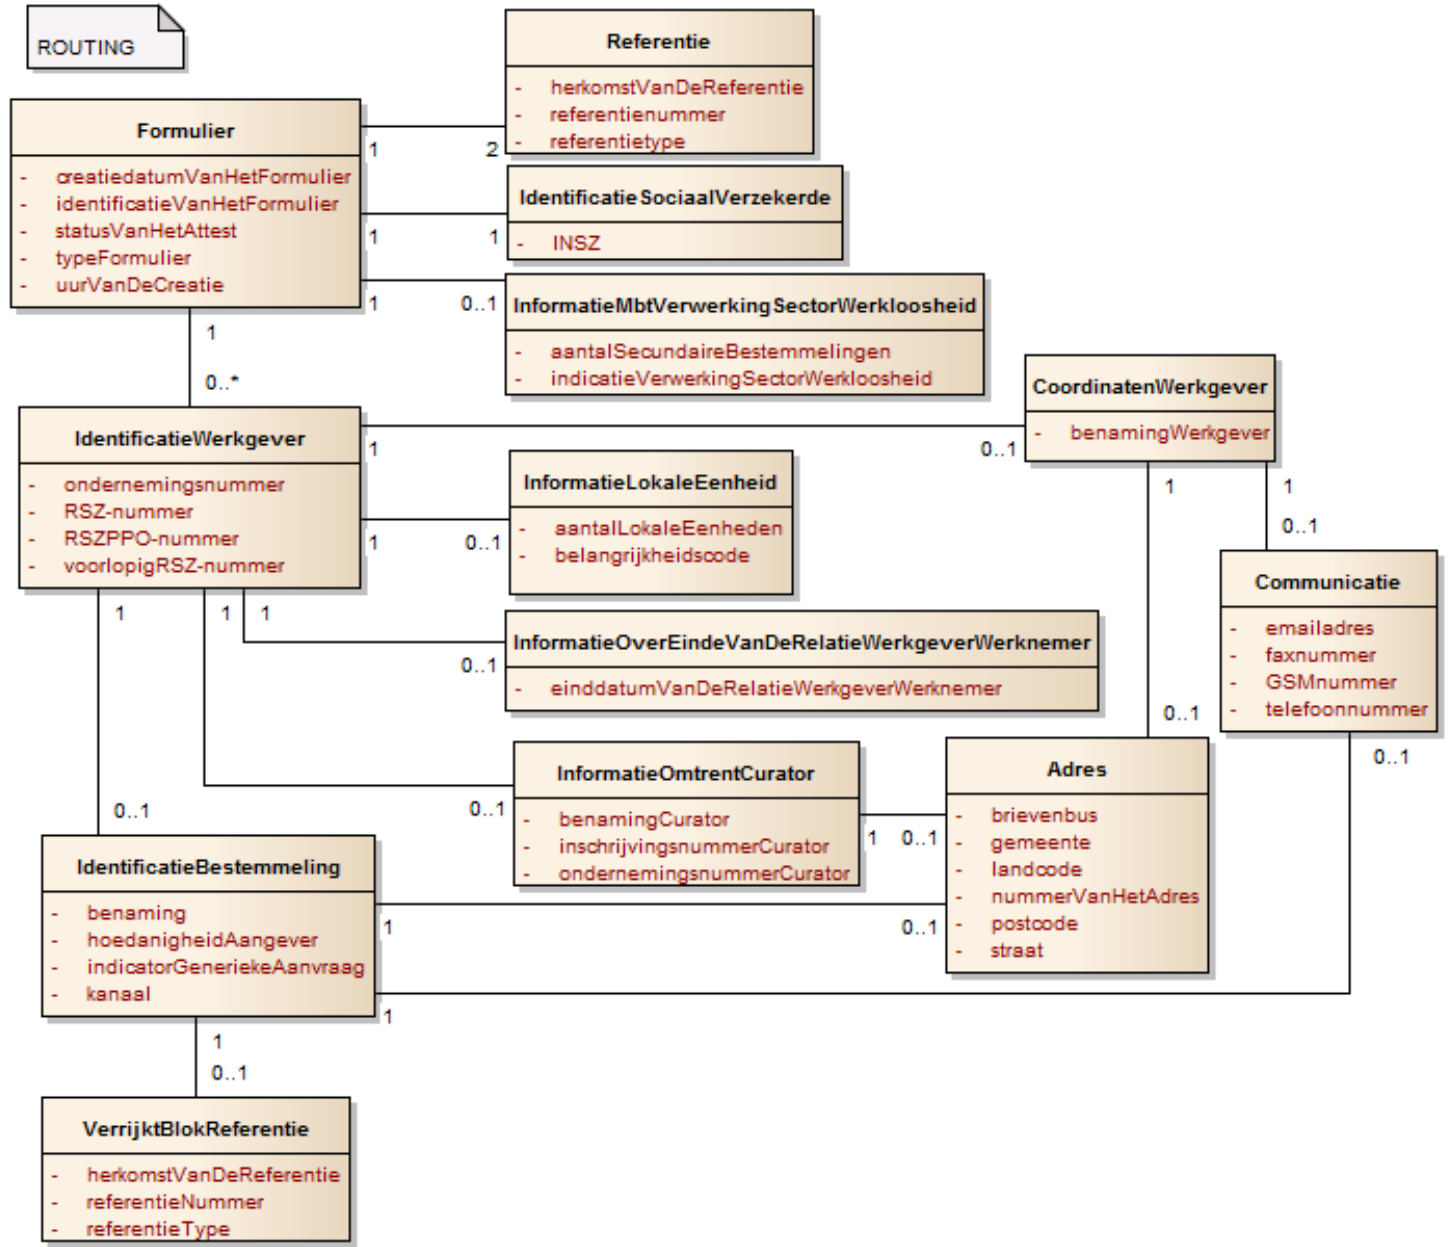 ROUTING
Referentie
- herkomstVanDeReferentie
- referentienummer
- referentietype
Formulier
- creatiedatumVanHetFormulier
- identificatieVanHetFormulier
- statusVanHetAttest
- typeFormulier
- uurVanDeCreatie
1
2
IdentificatieSociaalVerzekerde
- INSZ
1
1
InformatieMbtVerwerkingSectorWerkloosheid
- aantalSecundaireBestemmelingen
- indicatieVerwerkingSectorWerkloosheid
1
0..1
1
0..*
CoordinatenWerkgever
- benamingWerkgever
IdentificatieWerkgever
- ondernemingsnummer
- RSZ-nummer
- RSZPPO-nummer
- voorlopigRSZ-nummer
1
0..1
InformatieLokaleEenheid
- aantalLokaleEenheden
- belangrijkheidscode
1
0..1
1
1
0..1
Communicatie
- emailadres
- faxnummer
- GSMnummer
- telefoonnummer
1
1
1
InformatieOverEindeVanDeRelatieWerkgeverWerknemer
- einddatumVanDeRelatieWerkgeverWerknemer
0..1
0..1
0..1
InformatieOmtrentCurator
- benamingCurator
- inschrijvingsnummerCurator
- ondernemingsnummerCurator
0..1
0..1
Adres
- brievenbus
- gemeente
- landcode
- nummerVanHetAdres
- postcode
- straat
1
0..1
IdentificatieBestemmeling
- benaming
- hoedanigheidAangever
- indicatorGeneriekeAanvraag
- kanaal
1
0..1
1
1
0..1
VerrijktBlokReferentie
- herkomstVanDeReferentie
- referentieNummer
- referentieType